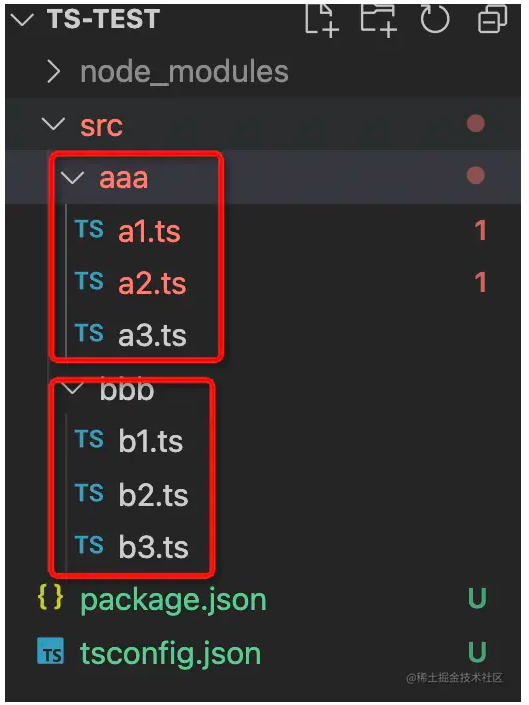 TS-TEST
node_modules
src
aaa
TS a1.ts 1
TS a2.ts 1
TS a3.ts
bbb
TS b1.ts
TS b2.ts
TS b3.ts
{} package.json U
TS tsconfig.json U
@稀土掘金技术社区